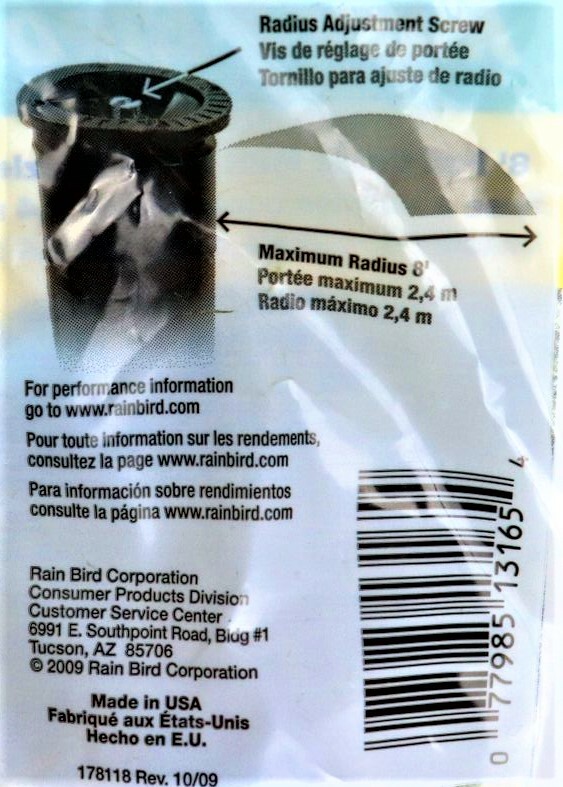 Radius Adjustment Screw
Vis de réglage de portée
Tornillo para ajuste de radio
Maximum Radius 8'
Portée maximum 2,4 m
Radio máximo 2,4 m
For performance information
go to www.rainbird.com
Pour toute information sur les rendements,
consultez la page www.rainbird.com
Para información sobre rendimientos
consulte la página www.rainbird.com
Rain Bird Corporation
Consumer Products Division
Customer Service Center
6991 E. Southpoint Road, Bldg #1
Tucson, AZ 85706
© 2009 Rain Bird Corporation
Made in USA
Fabriqué aux États-Unis
Hecho en E.U.
178118 Rev. 10/09
0 77985 13165 4